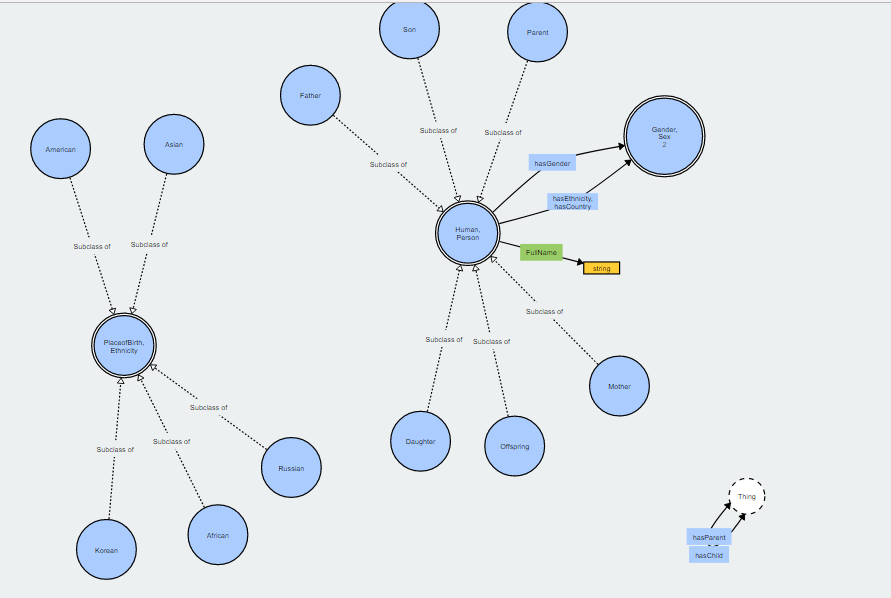 Son
Parent
Father
Gender,
Sex
2
American
Asian
Subclass of
Subclass of
Subclass of
hasGender
hasEthnicity,
hasCountry
Human,
Person
Subclass of
Subclass of
FullName
string
Subclass of
PlaceofBirth,
Ethnicity
Subclass of
Subclass of
Mother
Subclass of
Daughter
Offspring
Subclass of
Subclass of
Russian
Thing
African
Korean
hasParent
hasChild